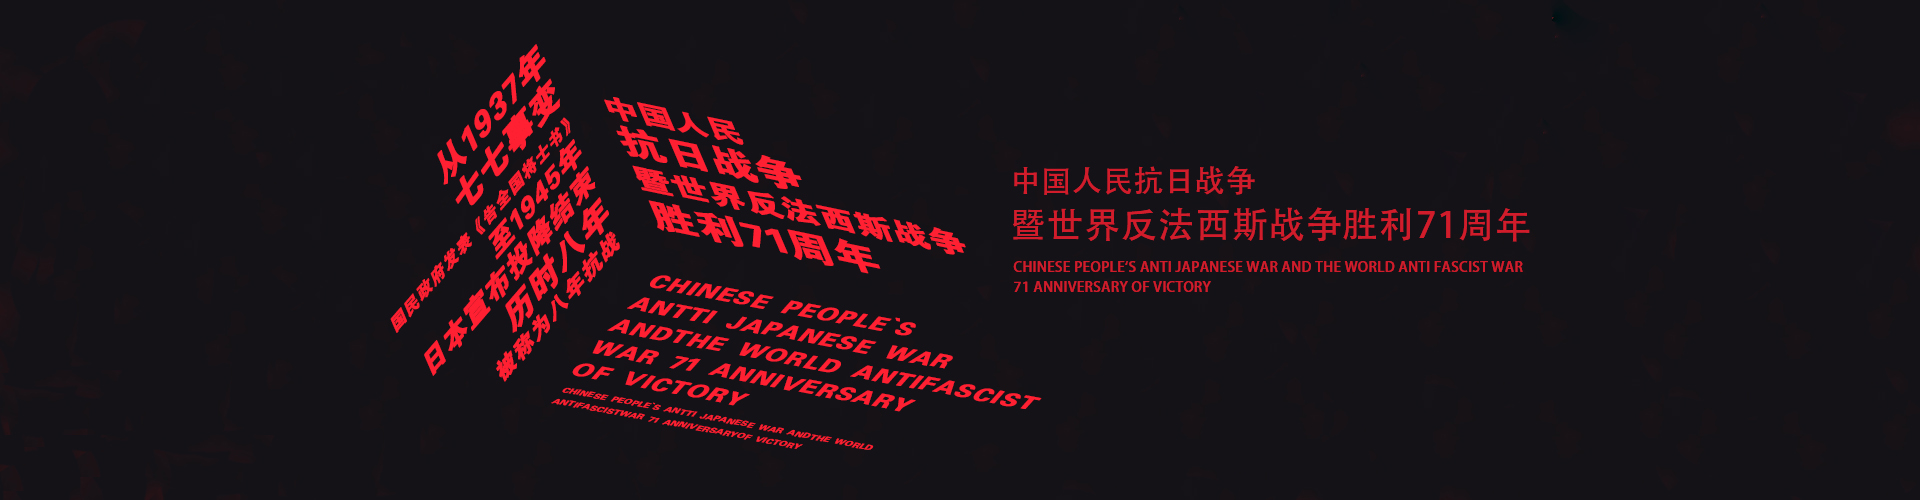 从1937年
七七事变
国民政府发表《告全国将士书》
至1945年
日本宣布投降结束
历时八年
被称为八年抗战
中国人民
抗日战争
暨世界反法西斯战争
胜利71周年
CHINESE PEOPLE`S
ANTTI JAPANESE WAR
ANDTHE WORLD ANTIFASCIST
WAR 71 ANNIVERSARY
OF VICTORY
CHINESE PEOPLE`S ANTTI JAPANESE WAR ANDTHE WORLD
ANTIFASCISTWAR 71 ANNIVERSARYOF VICTORY
中国人民抗日战争
暨世界反法西斯战争胜利71周年
CHINESE PEOPLE'S ANTI JAPANESE WAR AND THE WORLD ANTI FASCIST WAR
71 ANNIVERSARY OF VICTORY